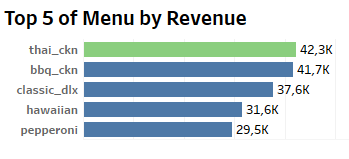 Top 5 of Menu by Revenue
thai_ckn 42,3K
bbq_ckn 41,7K
classic_dlx 37,6K
hawaiian 31,6K
pepperoni 29,5K